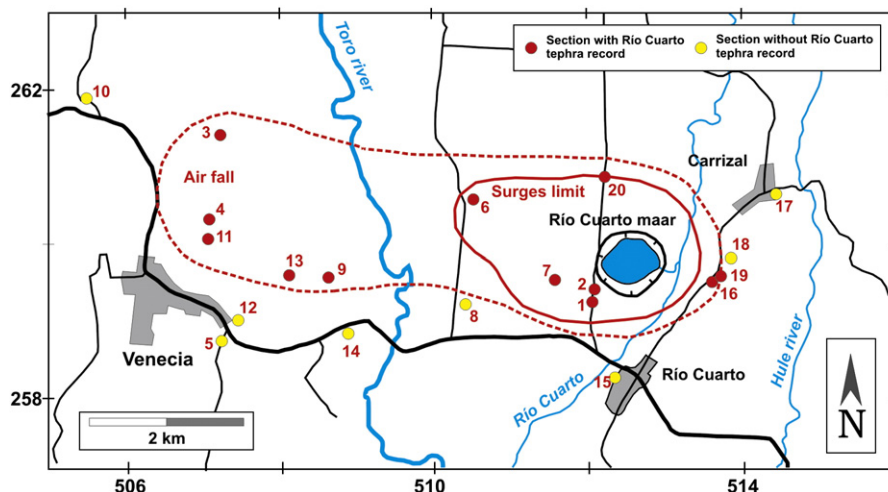 Section with Río Cuarto
tephra record
Section without Río Cuarto
tephra record
Toro river
262
10
3
Air fall
Carrizal
Surges limit
20
6
17
4
Río Cuarto maar
11
18
13
9
7
2
19
16
1
8
12
5
14
Venecia
15
Río Cuarto
Río Cuarto
Hule river
258
2 km
N
506
510
514